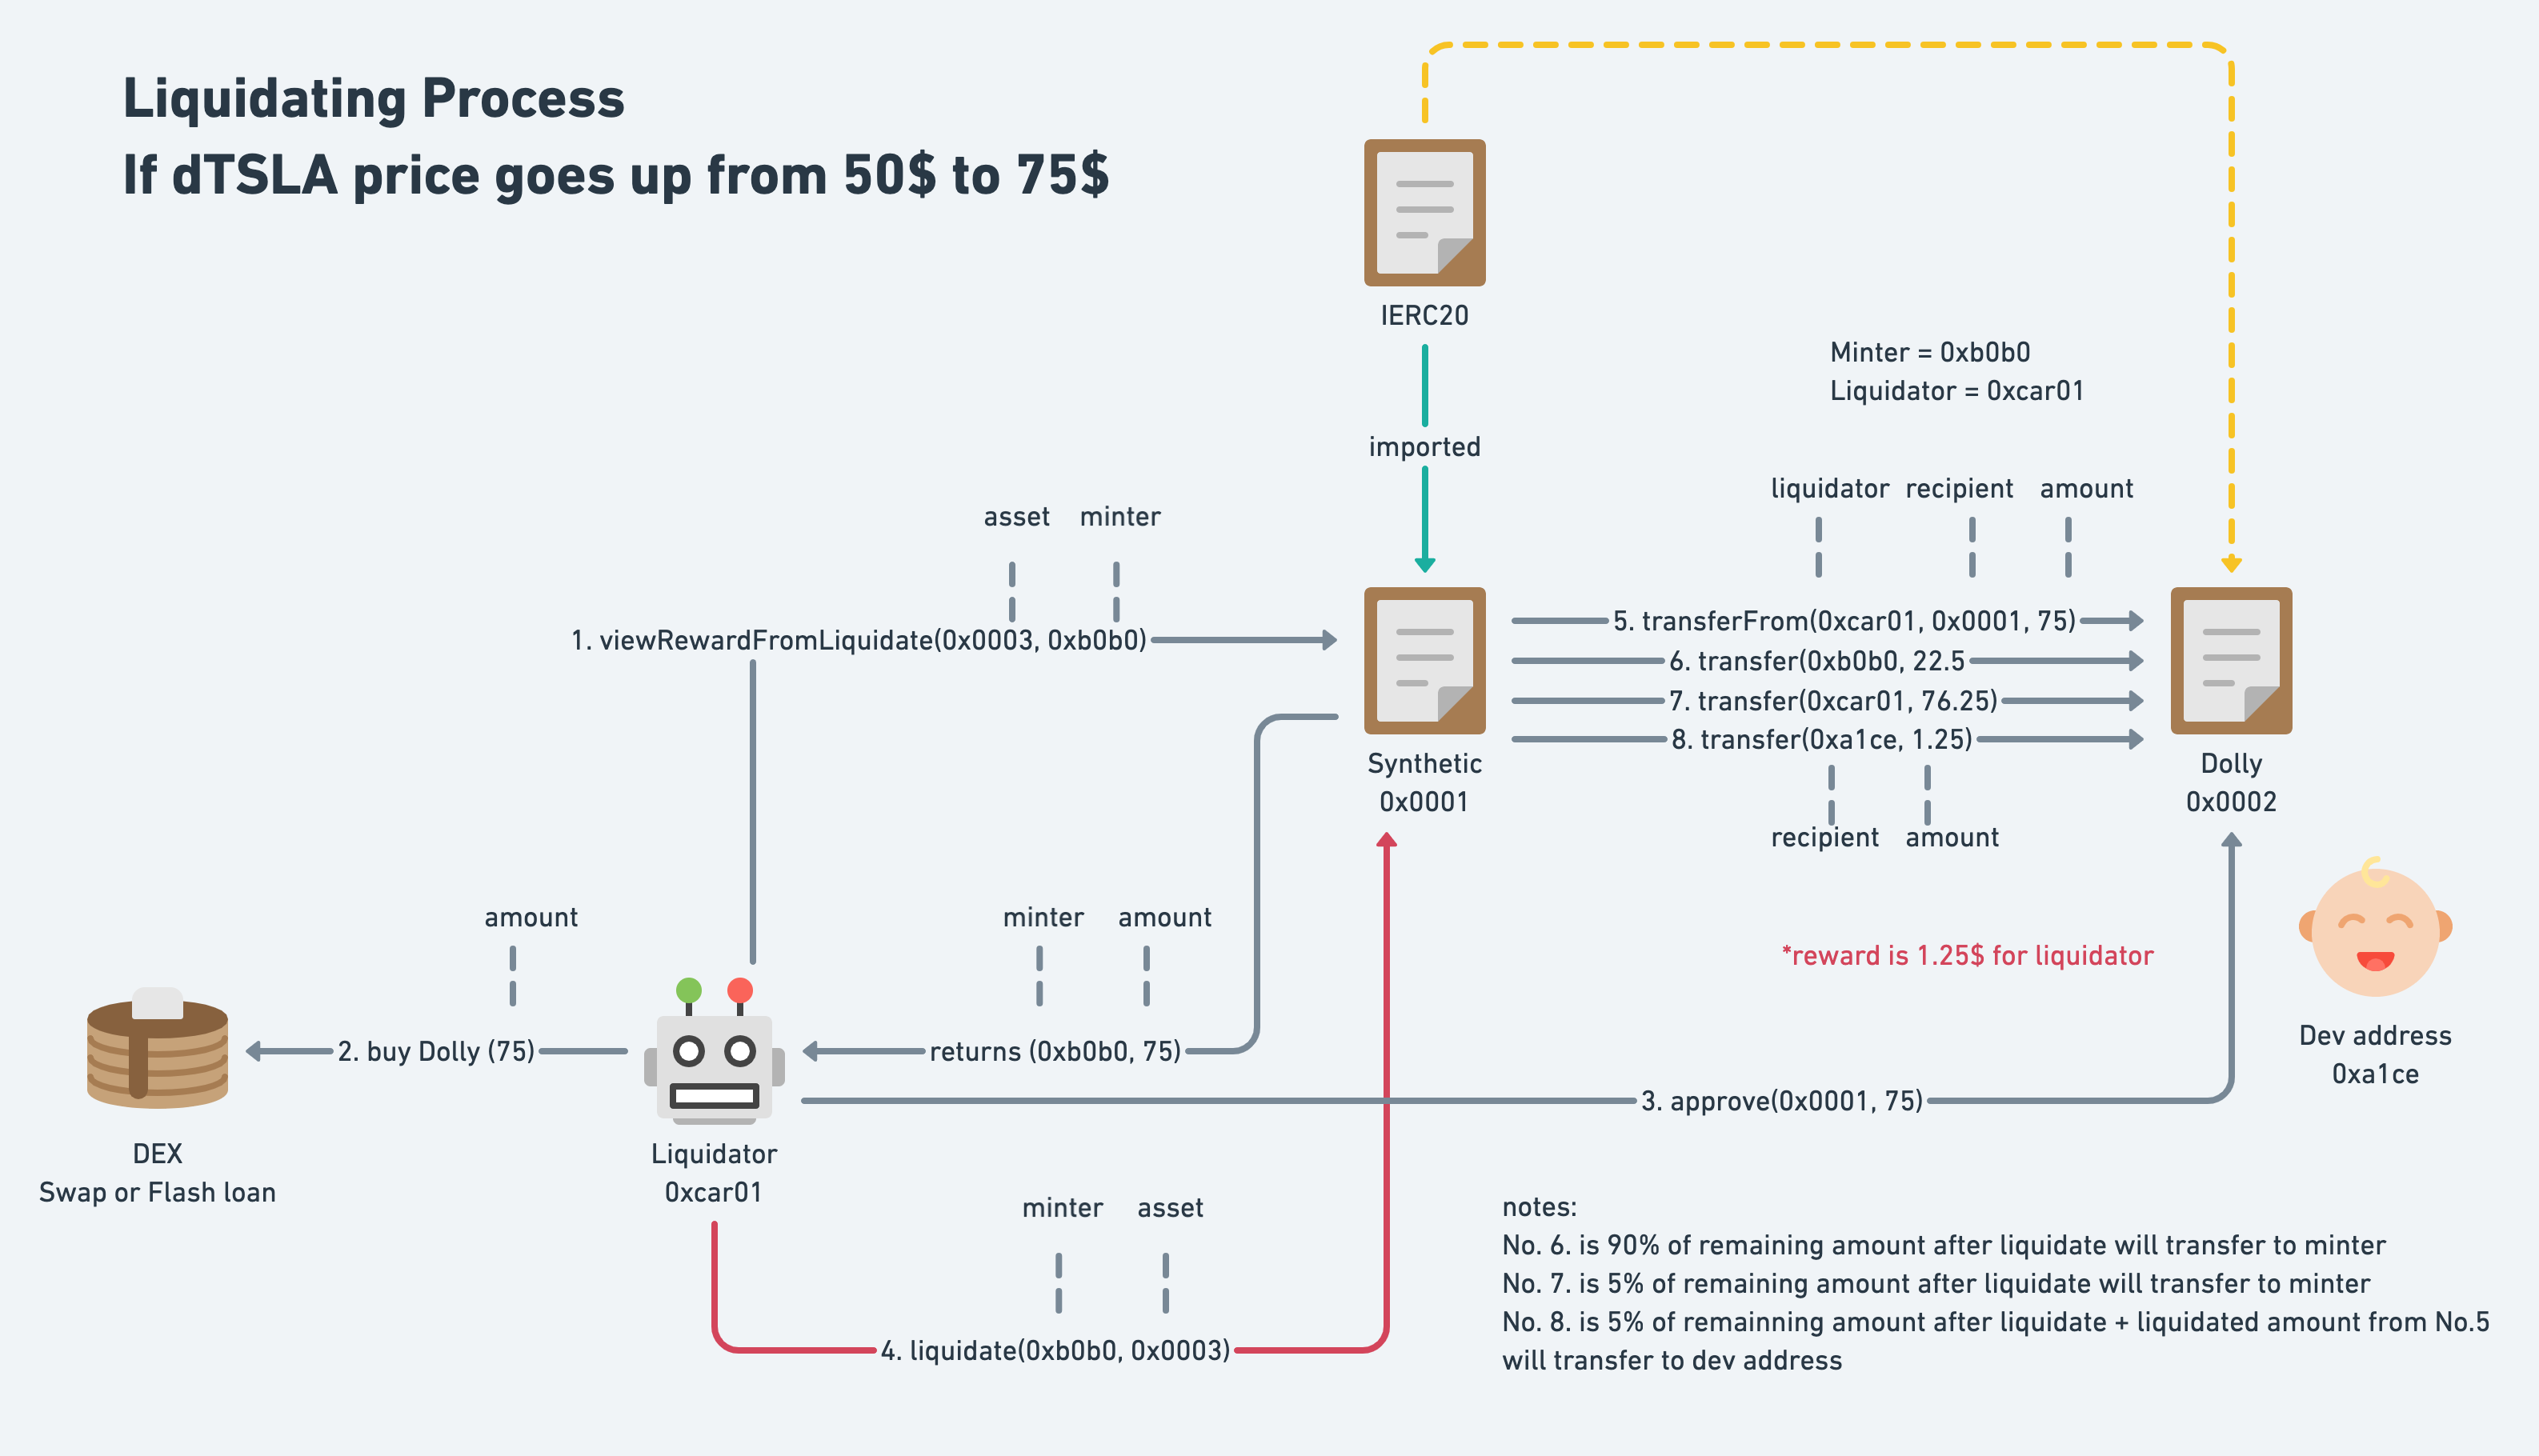 Liquidating Process
If dTSLA price goes up from 50$ to 75$
IERC20
imported
Minter = 0xb0b0
Liquidator = 0xcar01
liquidator recipient amount
asset minter
1. viewRewardFromLiquidate(0x0003, 0xb0b0)
5. transferFrom(0xcar01, 0x0001, 75)
6. transfer(0xb0b0, 22.5
7. transfer(0xcar01, 76.25)
8. transfer(0xa1ce, 1.25)
Synthetic
0x0001
Dolly
0x0002
recipient amount
amount
minter amount
*reward is 1.25$ for liquidator
2. buy Dolly (75)
returns (0xb0b0, 75)
Dev address
0xa1ce
3. approve(0x0001, 75)
DEX
Swap or Flash loan
Liquidator
0xcar01
minter asset
4. liquidate(0xb0b0, 0x0003)
notes:
No. 6. is 90% of remaining amount after liquidate will transfer to minter
No. 7. is 5% of remaining amount after liquidate will transfer to minter
No. 8. is 5% of remainning amount after liquidate + liquidated amount from No.5
will transfer to dev address